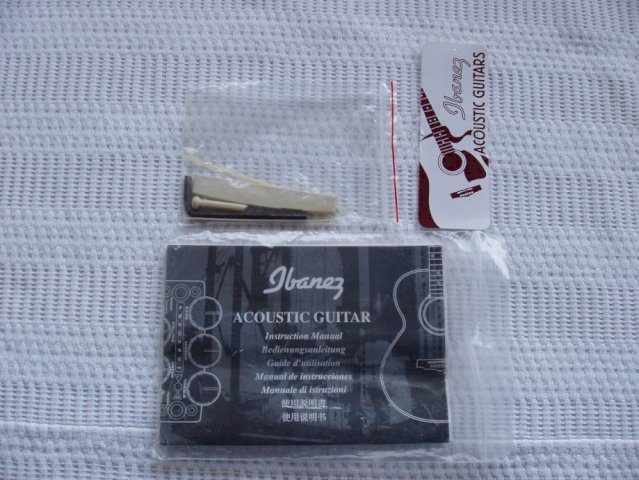 Ibanez
ACOUSTIC GUITARS
Ibanez
ACOUSTIC GUITAR
Instruction Manual
Bedienungsanleitung
Guide d'utilisation
Manual de instrucciones
Manuale di istruzioni
使用説明書
使用说明书